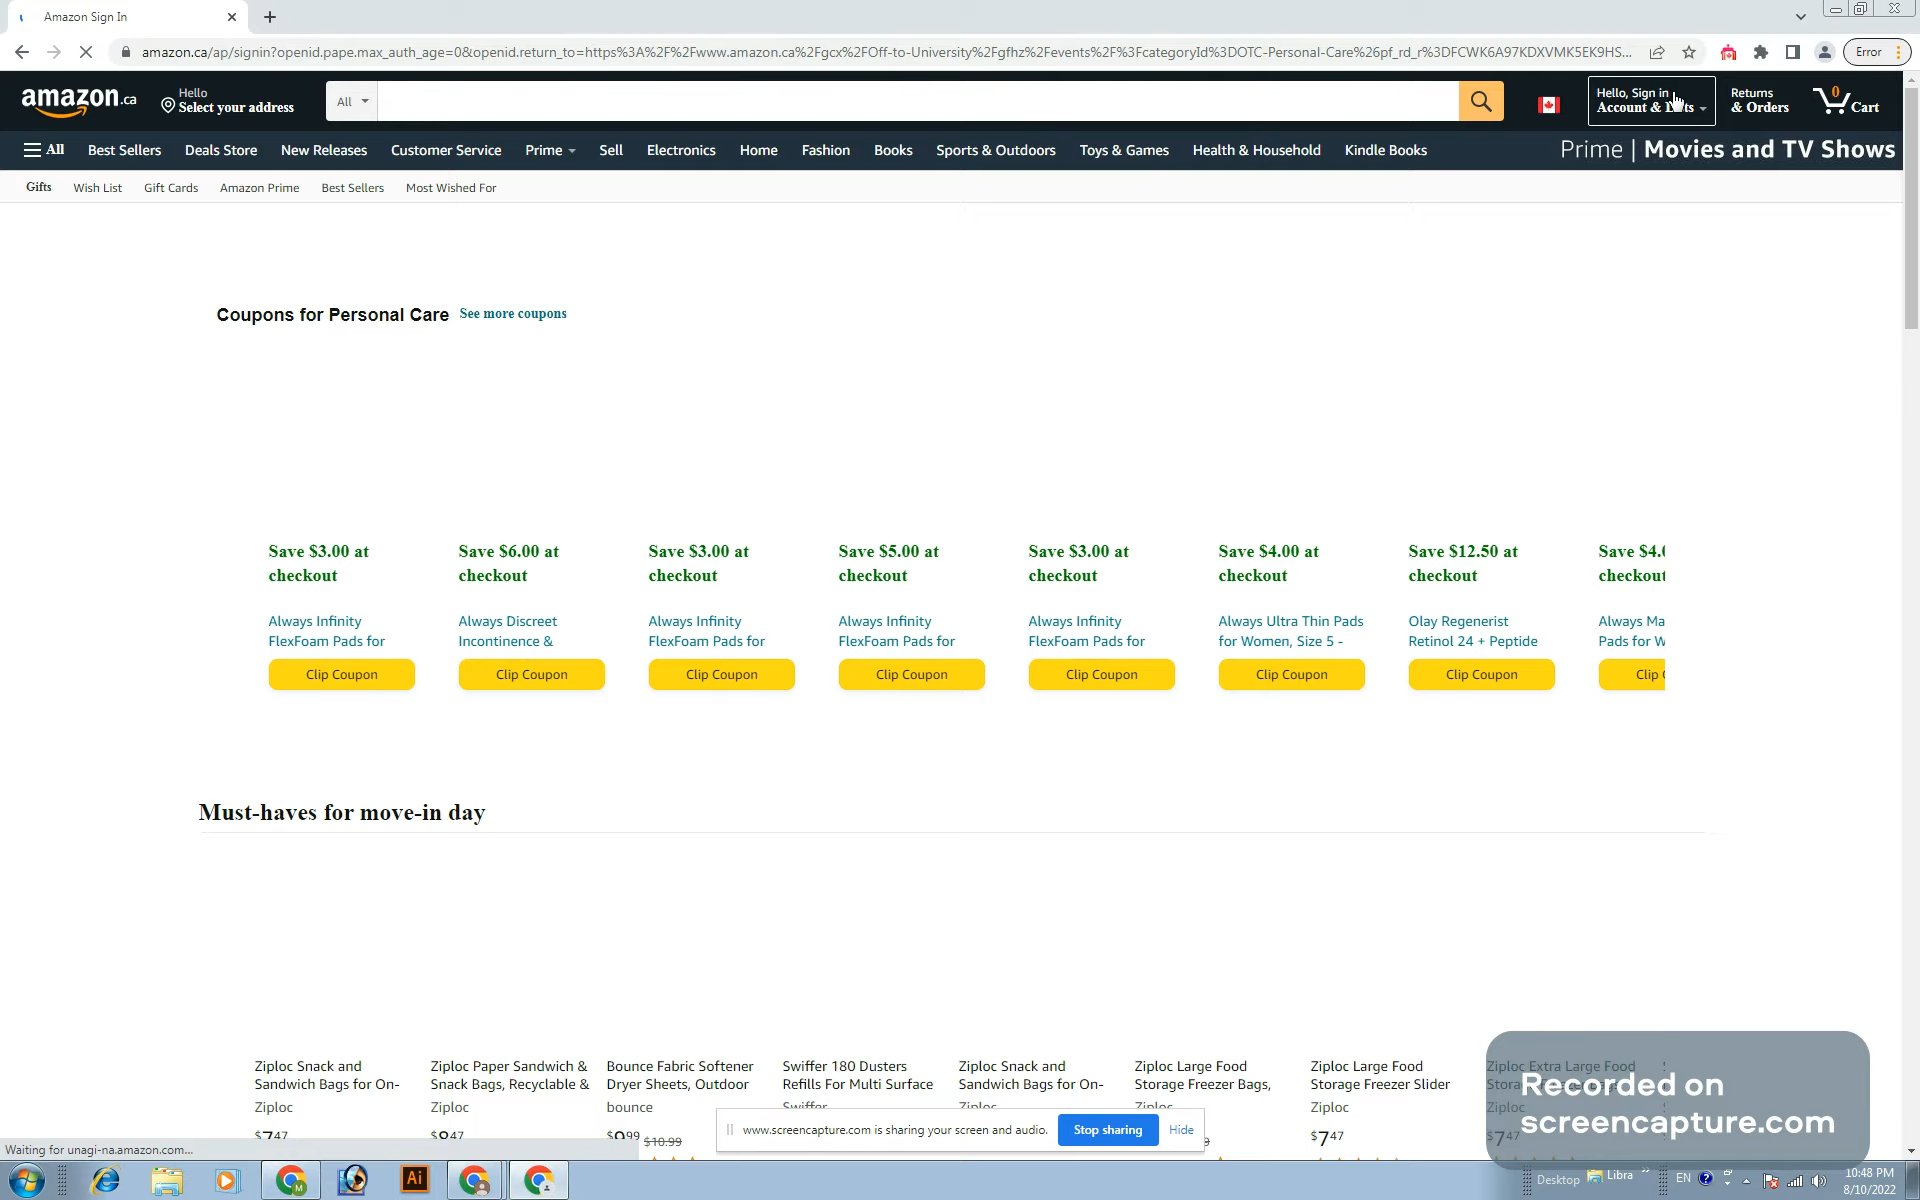 Amazon Sign In
amazon.ca/ap/signin?openid.pape.max_auth_age=0&openid.return_to=https%3A%2F%2Fwww.amazon.ca%2Fgcx%2FOff-to-University%2Fgfhz%2Fevents%2F%3FcategoryId%3DOTC-Personal-Care%26pf_rd_r%3DFCWK6A97KDXVMK5EK9HS...
Error
amazon.ca
Hello
Select your address
All
Hello, Sign in
Account & Lists
Returns
& Orders
0
Cart
All Best Sellers Deals Store New Releases Customer Service Prime Sell Electronics Home Fashion Books Sports & Outdoors Toys & Games Health & Household Kindle Books Prime | Movies and TV Shows
Gifts Wish List Gift Cards Amazon Prime Best Sellers Most Wished For
Coupons for Personal Care See more coupons
Save $3.00 at
checkout
Always Infinity
FlexFoam Pads for
Clip Coupon
Save $6.00 at
checkout
Always Discreet
Incontinence &
Clip Coupon
Save $3.00 at
checkout
Always Infinity
FlexFoam Pads for
Clip Coupon
Save $5.00 at
checkout
Always Infinity
FlexFoam Pads for
Clip Coupon
Save $3.00 at
checkout
Always Infinity
FlexFoam Pads for
Clip Coupon
Save $4.00 at
checkout
Always Ultra Thin Pads
for Women, Size 5 -
Clip Coupon
Save $12.50 at
checkout
Olay Regenerist
Retinol 24 + Peptide
Clip Coupon
Save $4.0
checkout
Always Ma
Pads for W
Clip
Must-haves for move-in day
Ziploc Snack and
Sandwich Bags for On-
Ziploc
$7.47
Ziploc Paper Sandwich &
Snack Bags, Recyclable &
Ziploc
$8.47
Bounce Fabric Softener
Dryer Sheets, Outdoor
bounce
$9.99 $10.99
Swiffer 180 Dusters
Refills For Multi Surface
Swiffer
Ziploc Snack and
Sandwich Bags for On-
Ziploc
Ziploc Large Food
Storage Freezer Bags,
Ziploc
Ziploc Large Food
Storage Freezer Slider
Ziploc
$7.47
Ziploc Extra Large Food
Ziploc
$7.47
Recorded on
screencapture.com
www.screencapture.com is sharing your screen and audio. Stop sharing Hide
Waiting for unagi-na.amazon.com...
Ai
Desktop
Libra
EN
10:48 PM
8/10/2022